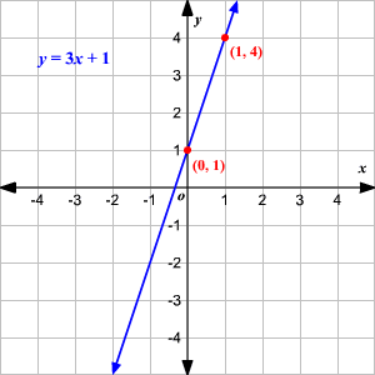 y
4
y = 3x + 1
(1, 4)
3
2
1
(0, 1)
x
-4 -3 -2 -1 o 1 2 3 4
-1
-2
-3
-4